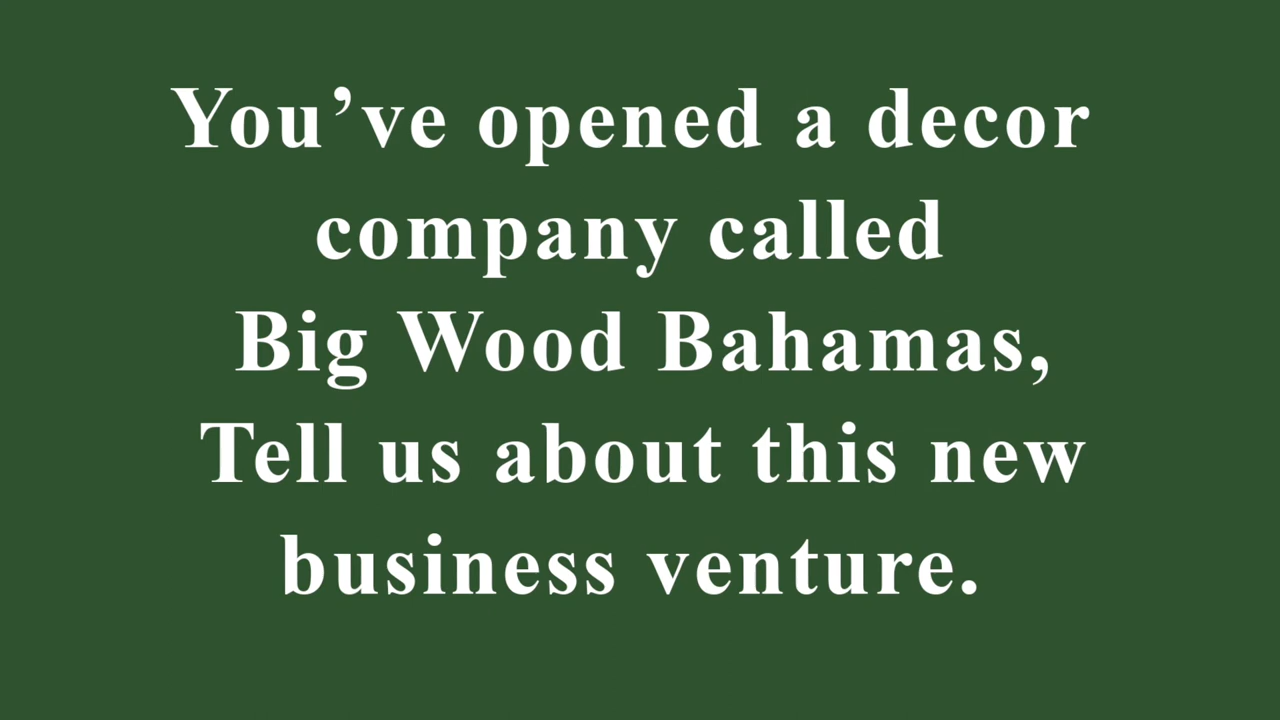 You’ve opened a decor
company called
Big Wood Bahamas,
Tell us about this new
business venture.